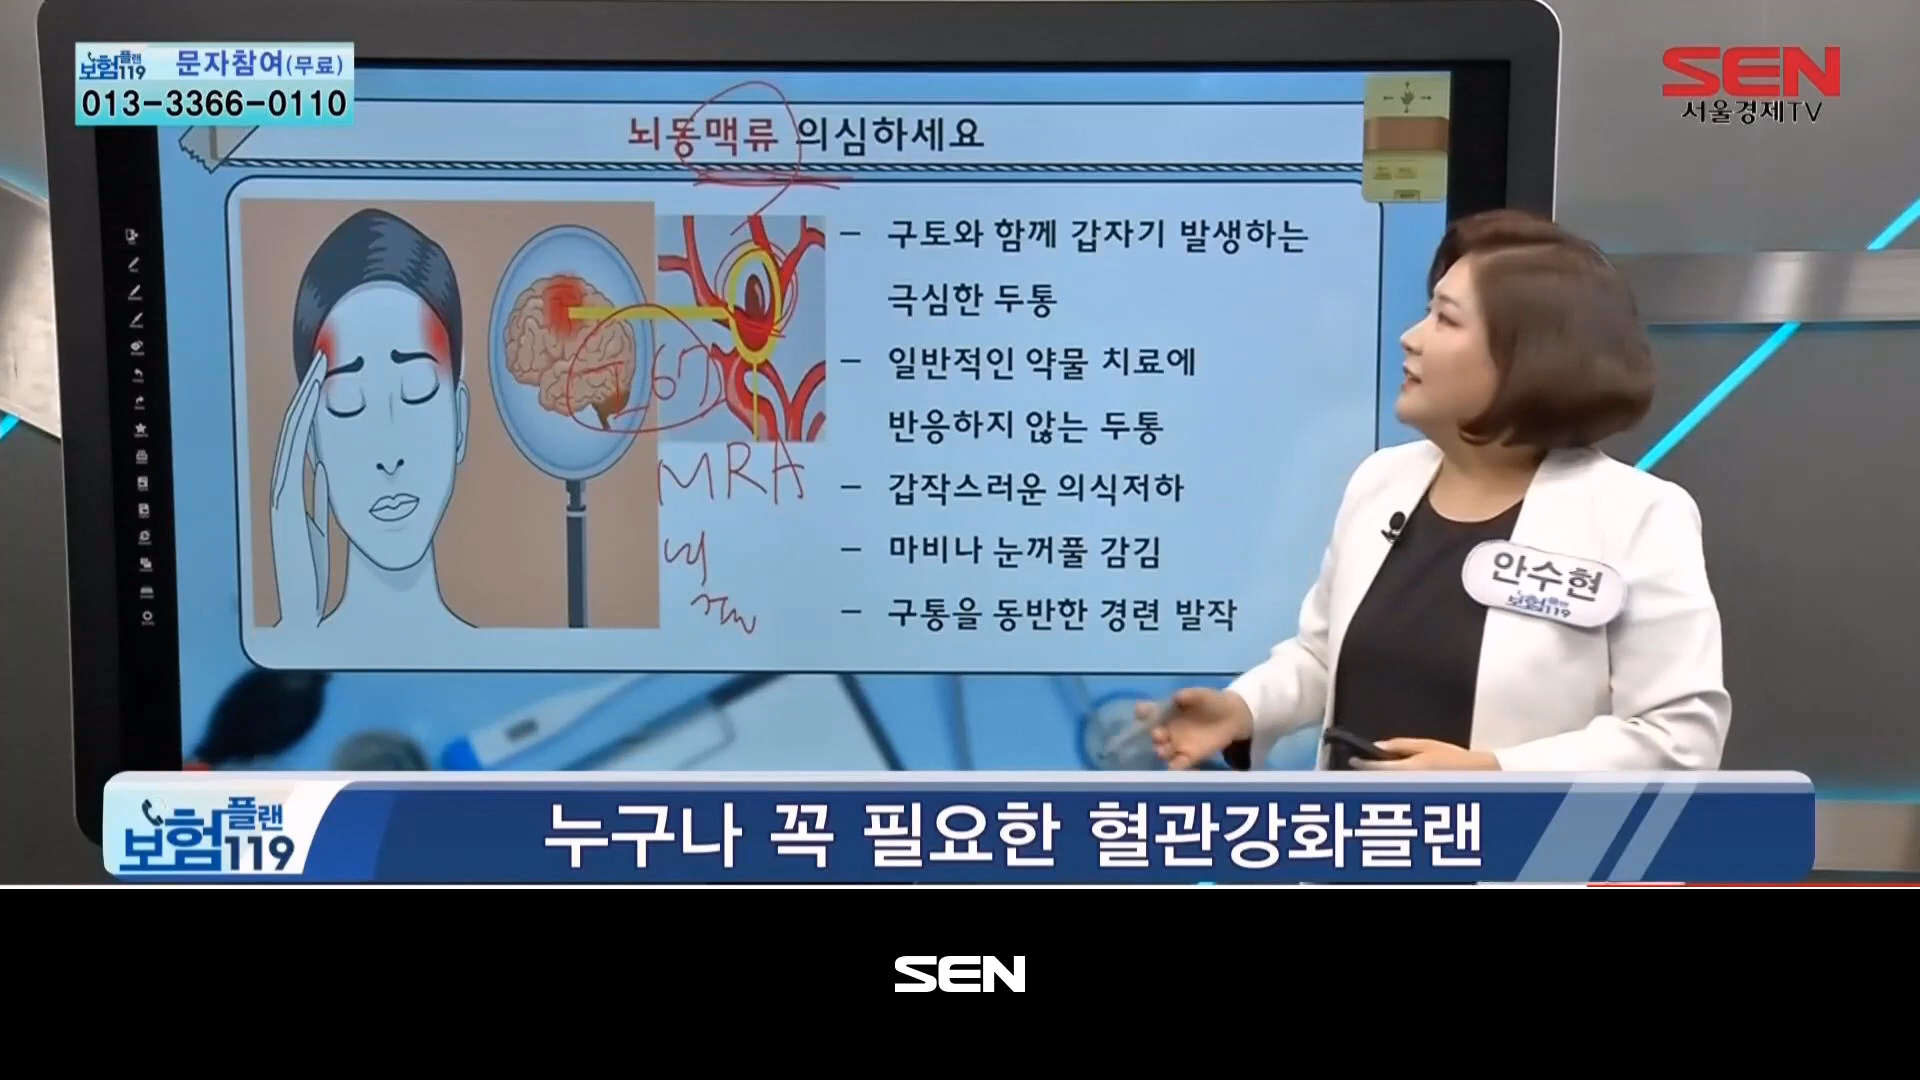 보험플랜119 문자참여(무료)
013-3366-0110
SEN
서울경제TV
뇌동맥류 의심하세요
- 구토와 함께 갑자기 발생하는
극심한 두통
- 일반적인 약물 치료에
반응하지 않는 두통
- 갑작스러운 의식저하
- 마비나 눈꺼풀 감김
- 구통을 동반한 경련 발작
I67
MRA
안수현
보험플랜119
보험플랜119
누구나 꼭 필요한 혈관강화플랜
SEN